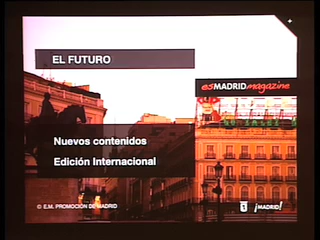 EL FUTURO
esMADRIDmagazine
Nuevos contenidos
Edición Internacional
© E.M. PROMOCIÓN DE MADRID
¡MADRID!